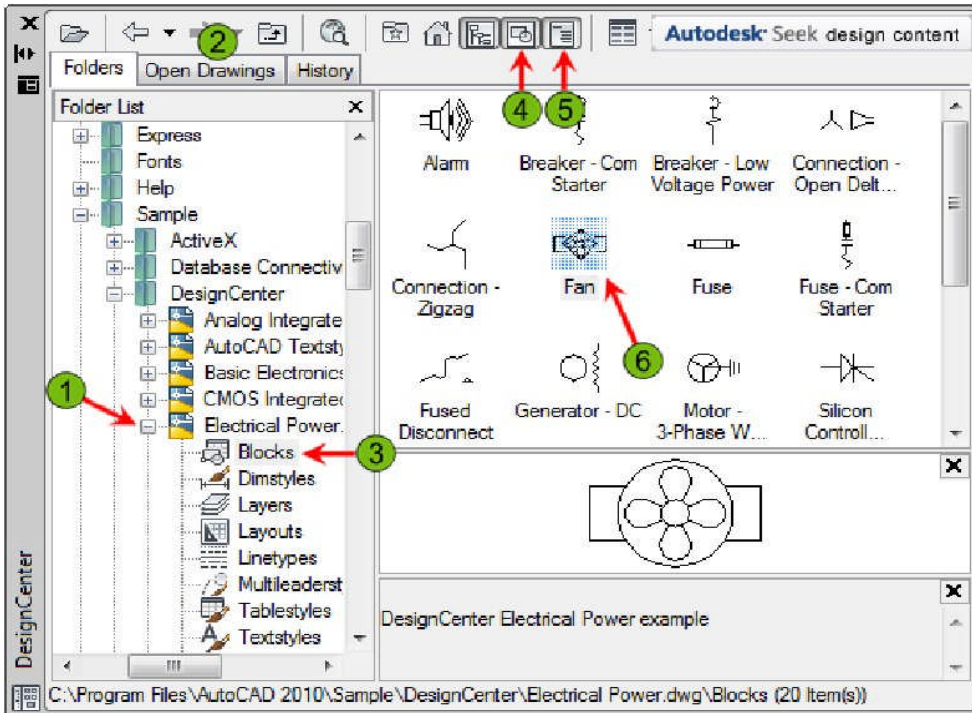 Autodesk® Seek design content
2
Folders
Open Drawings
History
4
5
Folder List
Express
Fonts
Help
Sample
ActiveX
Database Connectiv
DesignCenter
Analog Integrate
AutoCAD Textsty
Basic Electronics
CMOS Integrated
1
Electrical Power.
Blocks
3
Dimstyles
Layers
Layouts
Linetypes
Multileaderst
Tablestyles
Textstyles
Alarm
Breaker - Com
Starter
Breaker - Low
Voltage Power
Connection -
Open Delt...
Connection -
Zigzag
Fan
Fuse
Fuse - Com
Starter
6
Fused
Disconnect
Generator - DC
Motor -
3-Phase W...
Silicon
Controll...
DesignCenter Electrical Power example
DesignCenter
C:\Program Files\AutoCAD 2010\Sample\DesignCenter\Electrical Power.dwg\Blocks (20 Item(s))